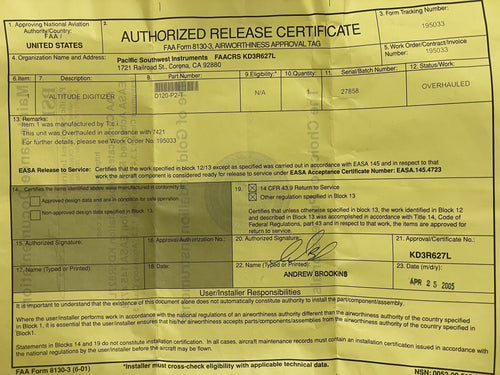 1. Approving National Aviation
Authority/Country:
FAA /
UNITED STATES
2.
AUTHORIZED RELEASE CERTIFICATE
FAA Form 8130-3, AIRWORTHINESS APPROVAL TAG
3. Form Tracking Number:
195033
4. Organization Name and Address:
Pacific Southwest Instruments FAACRS KD3R627L
1721 Railroad St., Corona, CA 92880
5. Work Order/Contract/Invoice
Number:
195033
6. Item: 7. Description: 8. Part Number: 9. Eligibility:* 10. Quantity: 11. Serial/Batch Number: 12. Status/Work:
1 ALTITUDE DIGITIZER D120-P2-T N/A 1 27858 OVERHAULED
13. Remarks:
Item 1 was manufactured by
This unit was Overhauled in accordance with 7421
For further details, please see Work Order No. 195033
EASA Release to Service: Certifies that the work specified in block 12/13 except as specified was carried out in accordance with EASA 145 and in respect to that
work the aircraft component is considered ready for release to service under EASA Acceptance Certificate Number: EASA.145.4723
14. Certifies the items identified above were manufactured in conformity to:
Approved design data and are in condition for safe operation
Non-approved design data specified in Block 13
19. 14 CFR 43.9 Return to Service
Other regulation specified in Block 13
Certifies that unless otherwise specified in block 13, the work identified in Block 12
and described in Block 13 was accomplished in accordance with Title 14, Code of
Federal Regulations, part 43 and in respect to that work, the items are approved for
return to service.
15. Authorized Signature: 16. Approval/Authorization No.: 20. Authorized Signature: 21. Approval/Certificate No.:
KD3R627L
17. Name (Typed or Printed): 18. Date: 22. Name (Typed or Printed): 23. Date (m/d/y):
ANDREW BROOKINS
APR 25 2005
User/Installer Responsibilities
It is important to understand that the existence of this document alone does not automatically constitute authority to install the part/component/assembly.
Where the user/installer performs work in accordance with the national regulations of an airworthiness authority different than the airworthiness authority of the country specified
in Block 1, it is essential that the user/installer ensures that his/her airworthiness authority accepts parts/components/assemblies from the airworthiness authority of the country specified in
Block1.
Statements in Blocks 14 and 19 do not constitute installation certification. In all cases, aircraft maintenance records must contain an installation certification issued in accordance with
the national regulations by the user/installer before the aircraft may be flown.
FAA Form 8130-3 (6-01) *Installer must cross-check eligibility with applicable technical data.